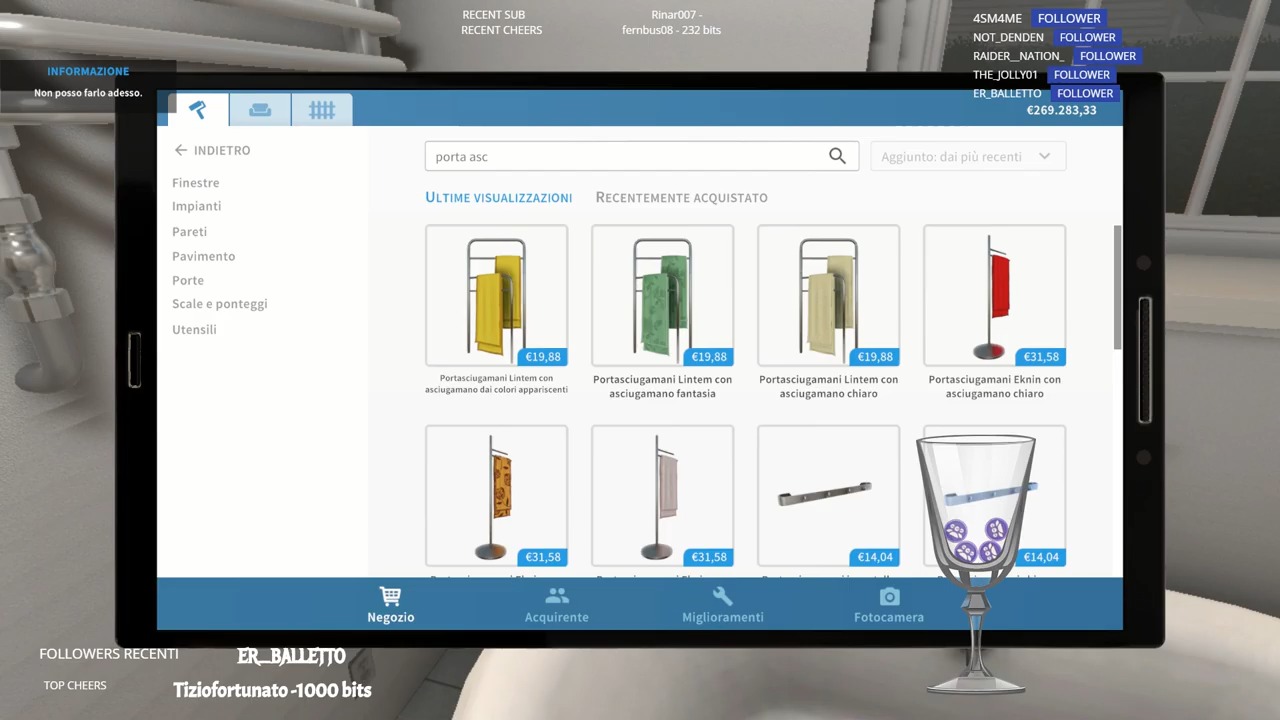 RECENT SUB
Rinar007 -
RECENT CHEERS
fernbus08 - 232 bits
4SM4ME FOLLOWER
NOT_DENDEN FOLLOWER
RAIDER__NATION_ FOLLOWER
THE_JOLLY01 FOLLOWER
ER_BALLETTO FOLLOWER
€269.283,33
INFORMAZIONE
Non posso farlo adesso.
INDIETRO
Finestre
Impianti
Pareti
Pavimento
Porte
Scale e ponteggi
Utensili
porta asc
Aggiunto: dai più recenti
ULTIME VISUALIZZAZIONI
RECENTEMENTE ACQUISTATO
€19,88
€19,88
€19,88
€31,58
Portasciugamani Lintem con
asciugamano dai colori appariscenti
Portasciugamani Lintem con
asciugamano fantasia
Portasciugamani Lintem con
asciugamano chiaro
Portasciugamani Eknin con
asciugamano chiaro
€31,58
€31,58
€14,04
€14,04
Negozio
Acquirente
Miglioramenti
Fotocamera
FOLLOWERS RECENTI
ER_BALLETTO
TOP CHEERS
Tiziofortunato -1000 bits